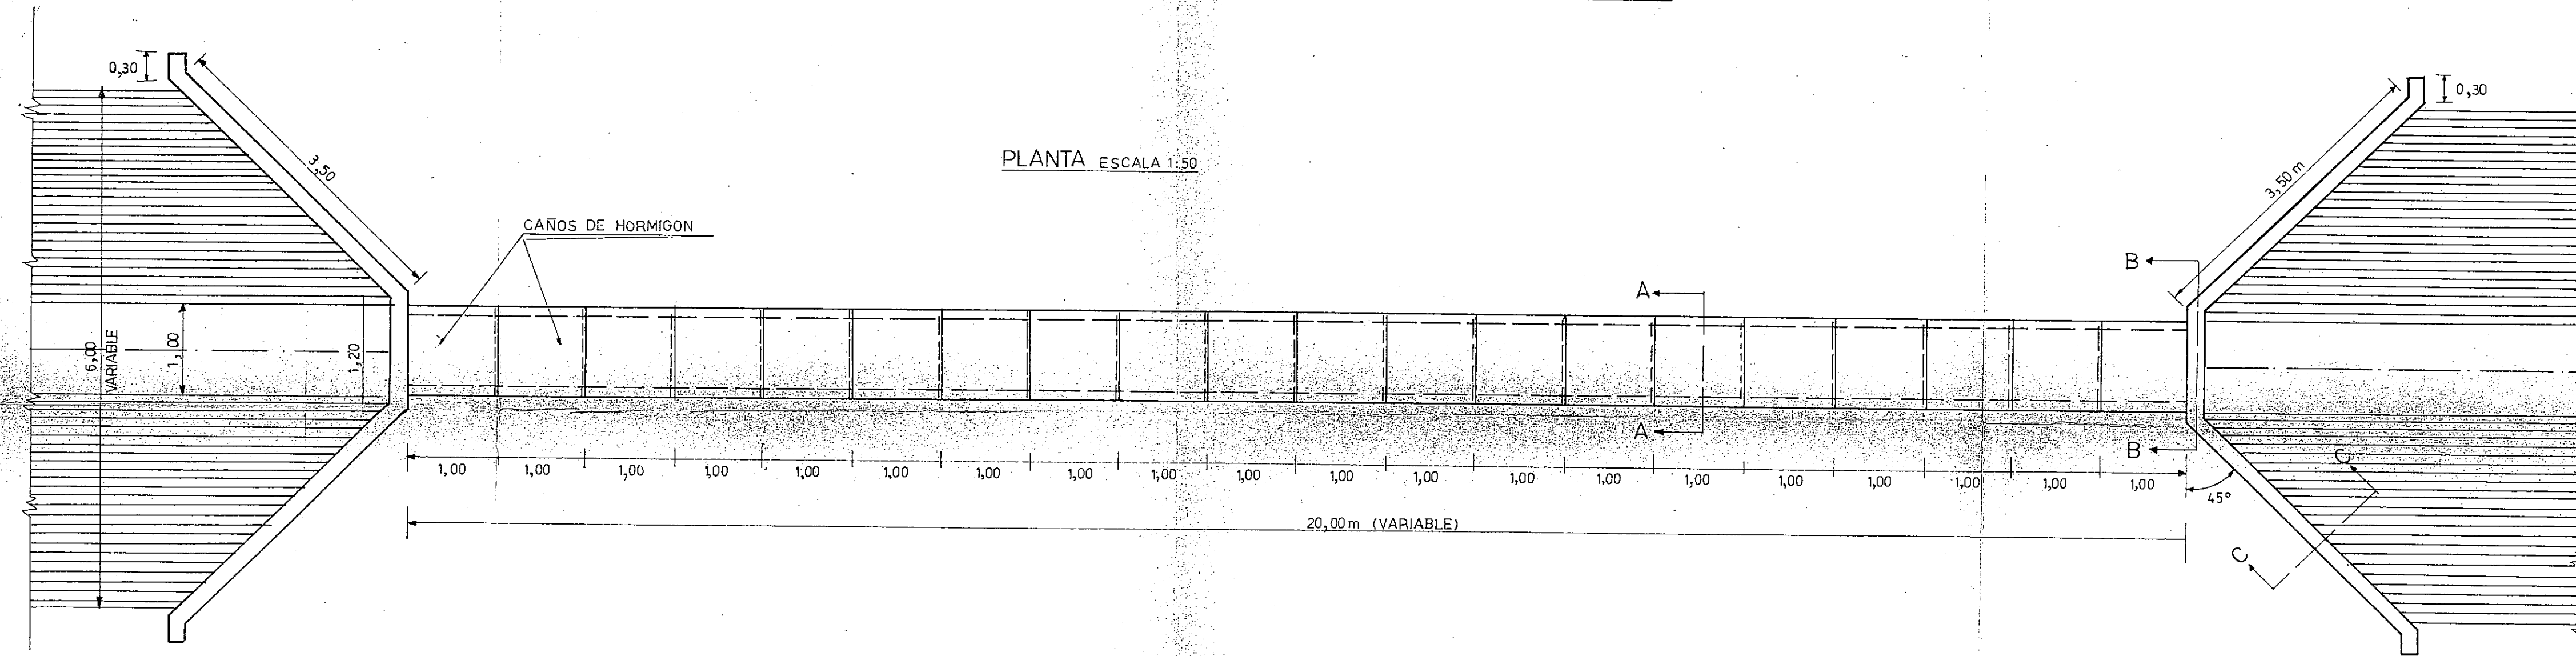 0,30
0,30
3,50
PLANTA ESCALA 1:50
3,50 m
CAÑOS DE HORMIGON
B
A
6,00
VARIABLE
1,00
1,20
A
B
C
1,00 1,00 1,00 1,00 1,00 1,00 1,00 1,00 1,00 1,00 1,00 1,00 1,00 1,00 1,00 1,00 1,00 1,00 1,00 1,00
45°
20,00 m (VARIABLE)
C